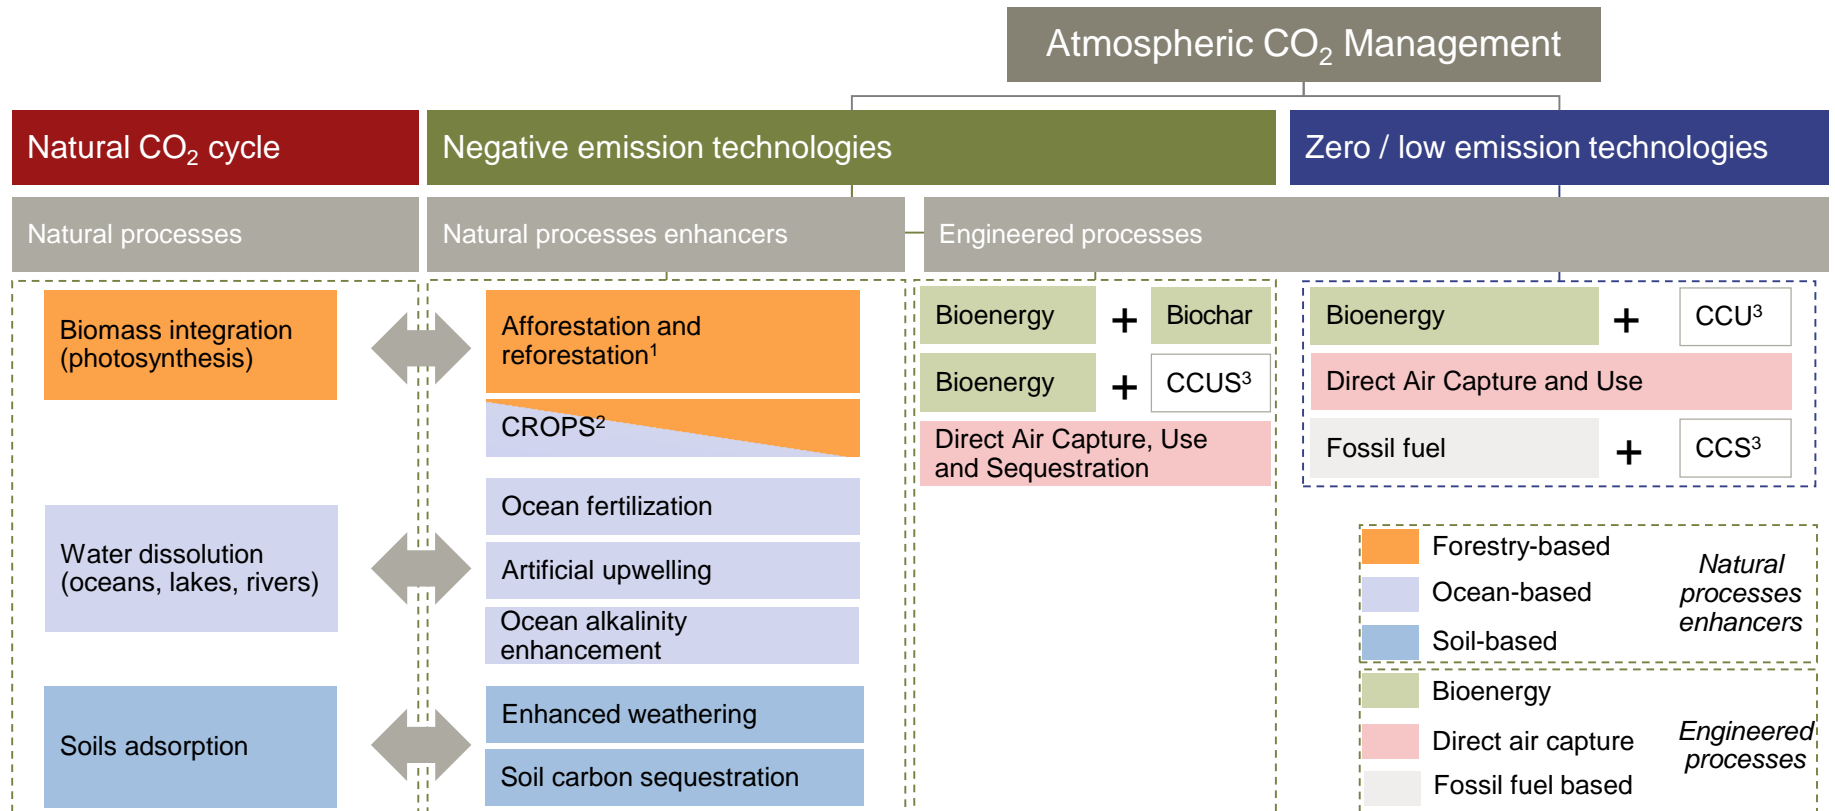 Atmospheric CO₂ Management
Natural CO₂ cycle
Negative emission technologies
Zero / low emission technologies
Natural processes
Natural processes enhancers
Engineered processes
Biomass integration
(photosynthesis)
Water dissolution
(oceans, lakes, rivers)
Soils adsorption
Afforestation and
reforestation¹
CROPS²
Ocean fertilization
Artificial upwelling
Ocean alkalinity
enhancement
Enhanced weathering
Soil carbon sequestration
Bioenergy + Biochar
Bioenergy + CCUS³
Direct Air Capture, Use
and Sequestration
Bioenergy + CCU³
Direct Air Capture and Use
Fossil fuel + CCS³
Forestry-based
Ocean-based
Soil-based
Natural
processes
enhancers
Bioenergy
Direct air capture
Fossil fuel based
Engineered
processes